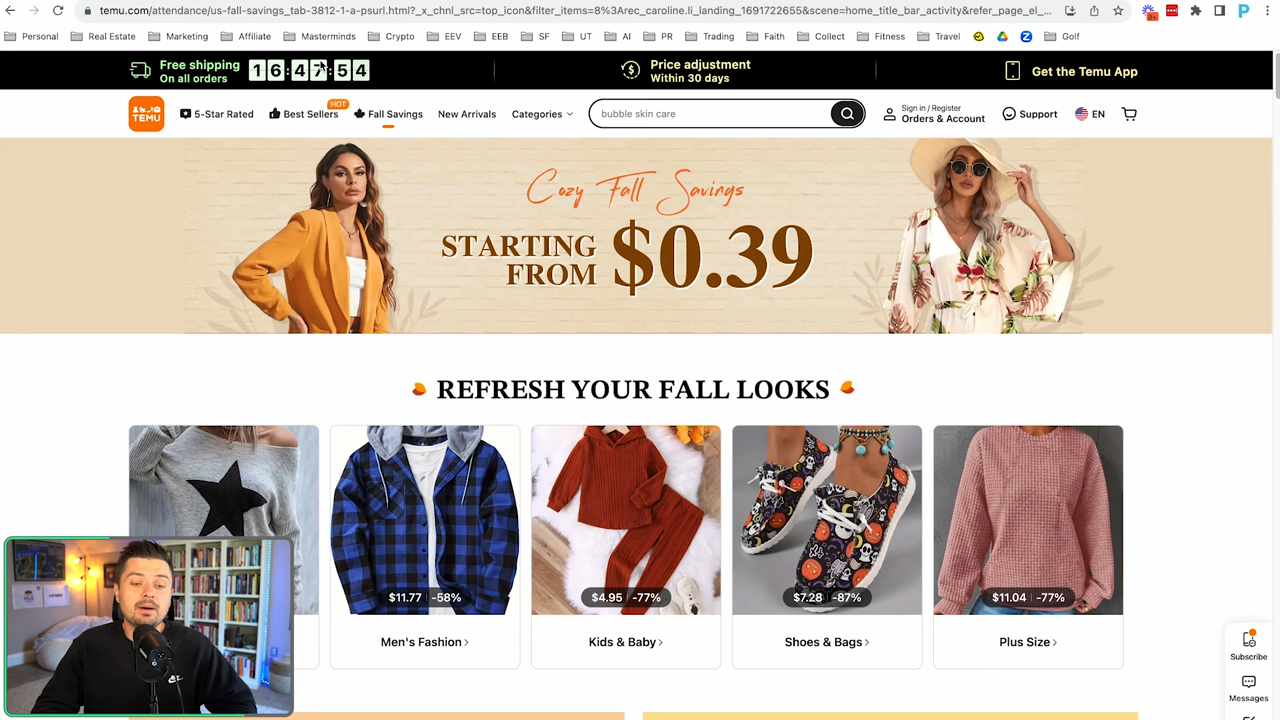 temu.com/attendance/us-fall-savings_tab-3812-1-a-psurl.html?_x_chnl_src=top_icon&filter_items=8%3Arec_caroline.li_landing_1691722655&scene=home_title_bar_activity&refer_page_el_...
9+
Personal Real Estate Marketing Affiliate Masterminds Crypto EEV EEB SF UT AI PR Trading Faith Collect Fitness Travel Golf
Free shipping
On all orders
16:47:54
Price adjustment
Within 30 days
Get the Temu App
TEMU
5-Star Rated
HOT
Best Sellers
Fall Savings
New Arrivals
Categories
bubble skin care
Sign in / Register
Orders & Account
Support
EN
Cozy Fall Savings
STARTING
FROM
$0.39
REFRESH YOUR FALL LOOKS
$11.77 -58%
Men's Fashion
$4.95 -77%
Kids & Baby
$7.28 -87%
Shoes & Bags
$11.04 -77%
Plus Size
Subscribe
Messages